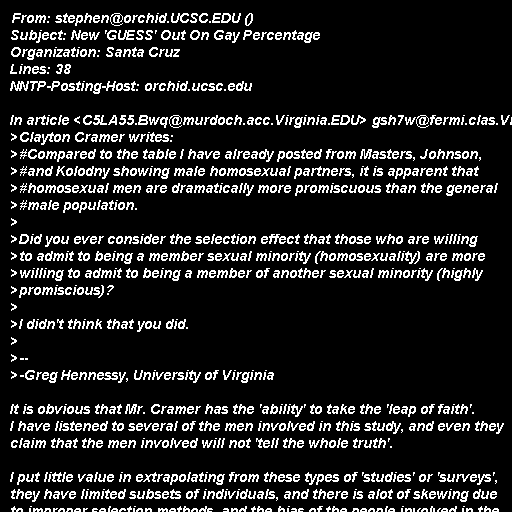 From: stephen@orchid.UCSC.EDU ()
Subject: New 'GUESS' Out On Gay Percentage
Organization: Santa Cruz
Lines: 38
NNTP-Posting-Host: orchid.ucsc.edu

In article <C5LA55.Bwq@murdoch.acc.Virginia.EDU> gsh7w@fermi.clas.Vi
>Clayton Cramer writes:
>#Compared to the table I have already posted from Masters, Johnson,
>#and Kolodny showing male homosexual partners, it is apparent that
>#homosexual men are dramatically more promiscuous than the general
>#male population.
>
>Did you ever consider the selection effect that those who are willing
>to admit to being a member sexual minority (homosexuality) are more
>willing to admit to being a member of another sexual minority (highly
>promiscious)?
>
>I didn't think that you did.
>
>--
>-Greg Hennessy, University of Virginia

It is obvious that Mr. Cramer has the 'ability' to take the 'leap of faith'.
I have listened to several of the men involved in this study, and even they
claim that the men involved will not 'tell the whole truth'.

I put little value in extrapolating from these types of 'studies' or 'surveys',
they have limited subsets of individuals, and there is alot of skewing due
to improper selection methods, and the bias of the people involved in the